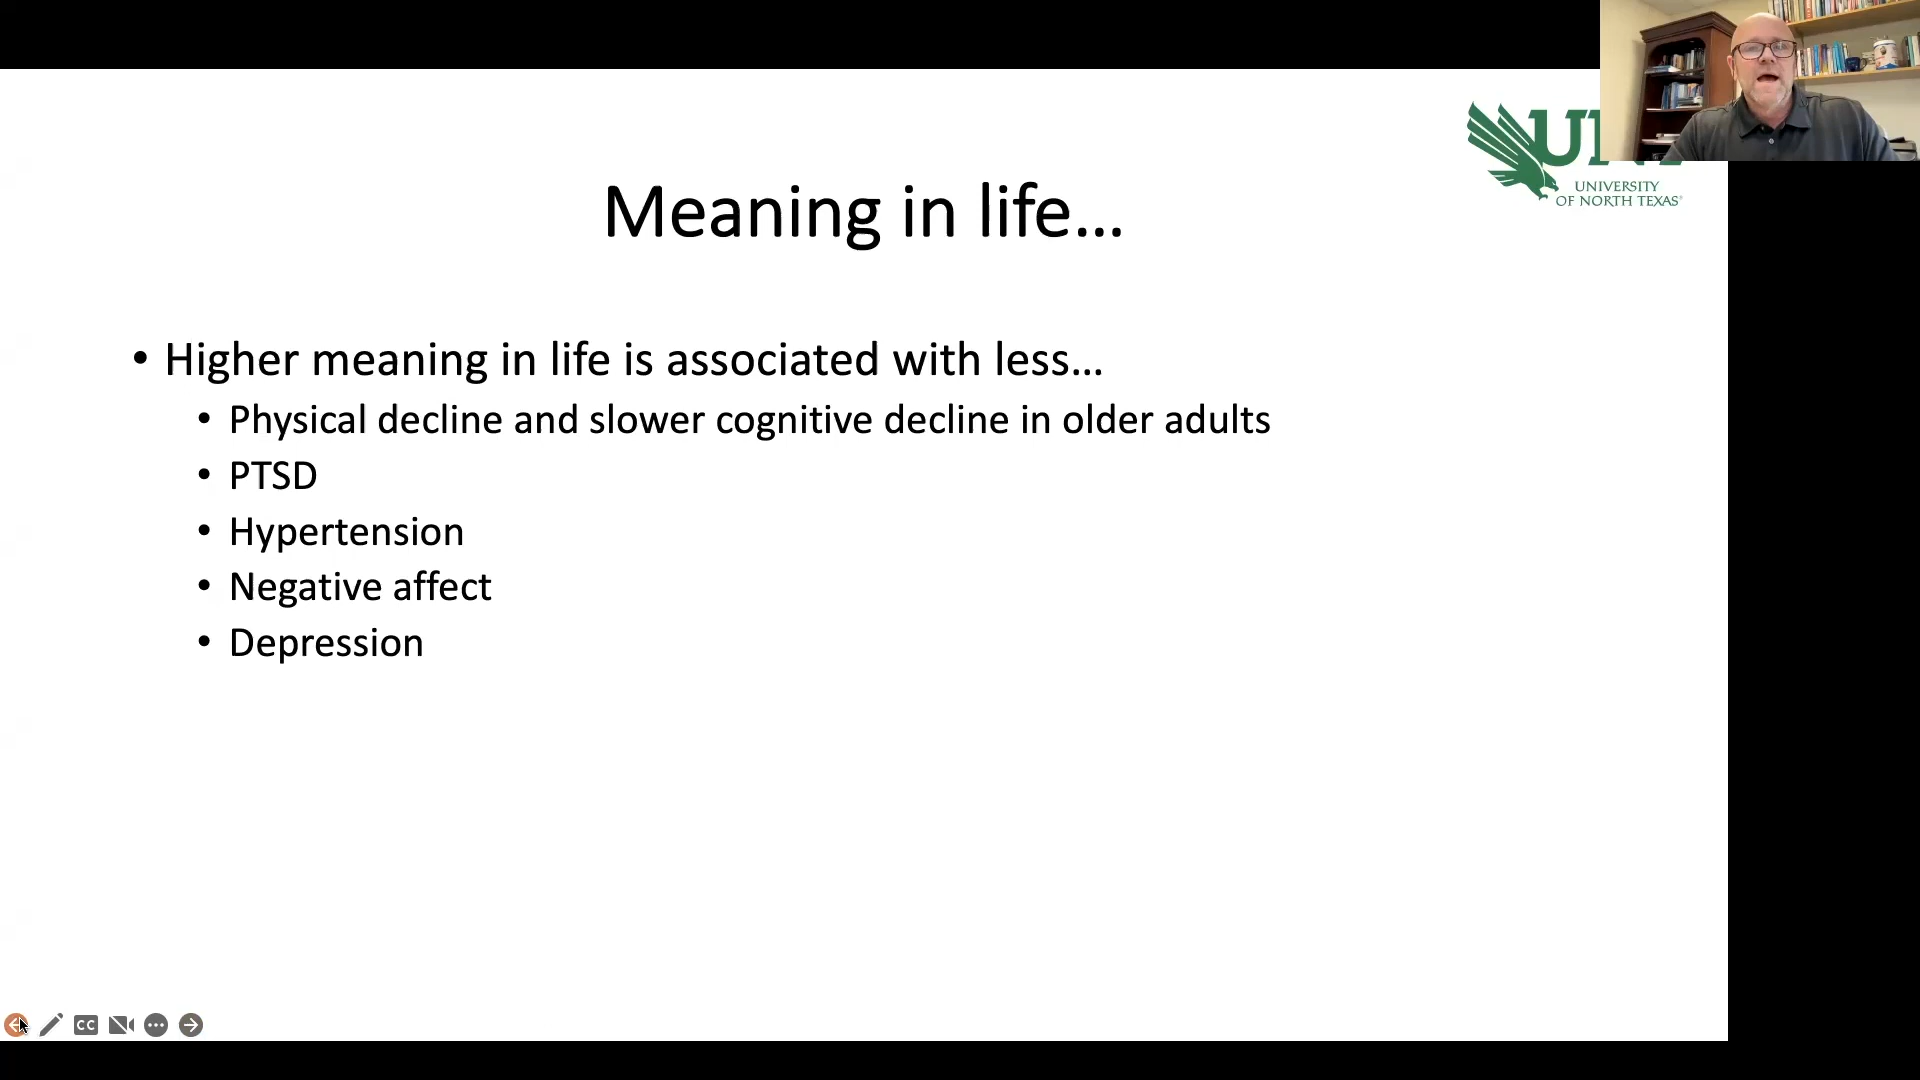 Meaning in life...
• Higher meaning in life is associated with less...
• Physical decline and slower cognitive decline in older adults
• PTSD
• Hypertension
• Negative affect
• Depression
UNIVERSITY
OF NORTH TEXAS®
CC